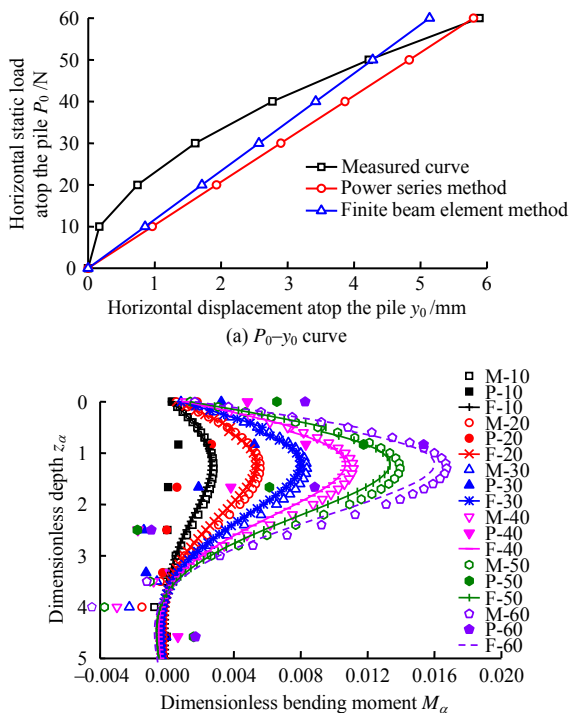 60
50
40
30
20
10
0
Horizontal static load
atop the pile P₀ /N
Measured curve
Power series method
Finite beam element method
0 1 2 3 4 5 6
Horizontal displacement atop the pile y₀ /mm
(a) P₀–y₀ curve
0
1
2
3
4
5
Dimensionless depth zα
M-10
P-10
F-10
M-20
P-20
F-20
M-30
P-30
F-30
M-40
P-40
F-40
M-50
P-50
F-50
M-60
P-60
F-60
−0.004 0.000 0.004 0.008 0.012 0.016 0.020
Dimensionless bending moment Mα